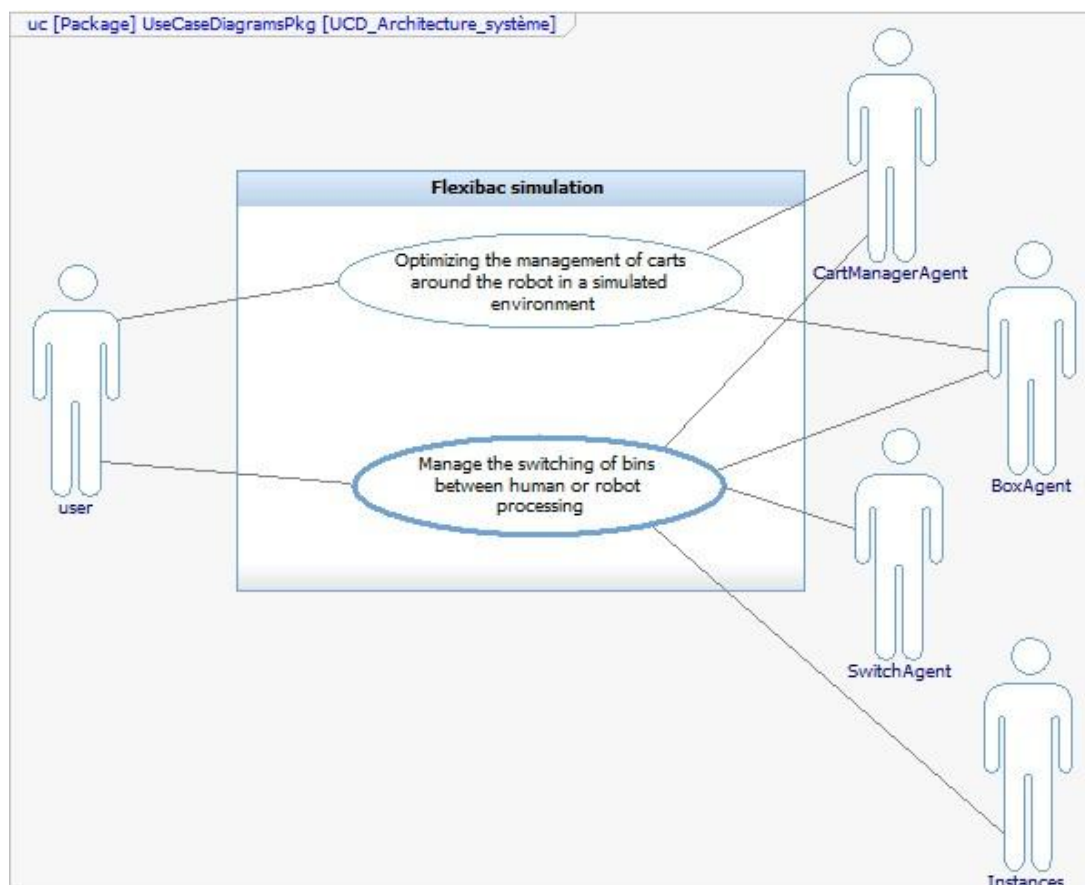 uc [Package] UseCaseDiagramsPkg [UCD_Architecture_système]
Flexibac simulation
Optimizing the management of carts
around the robot in a simulated
environment
CartManagerAgent
Manage the switching of bins
between human or robot
processing
user
BoxAgent
SwitchAgent
Instances